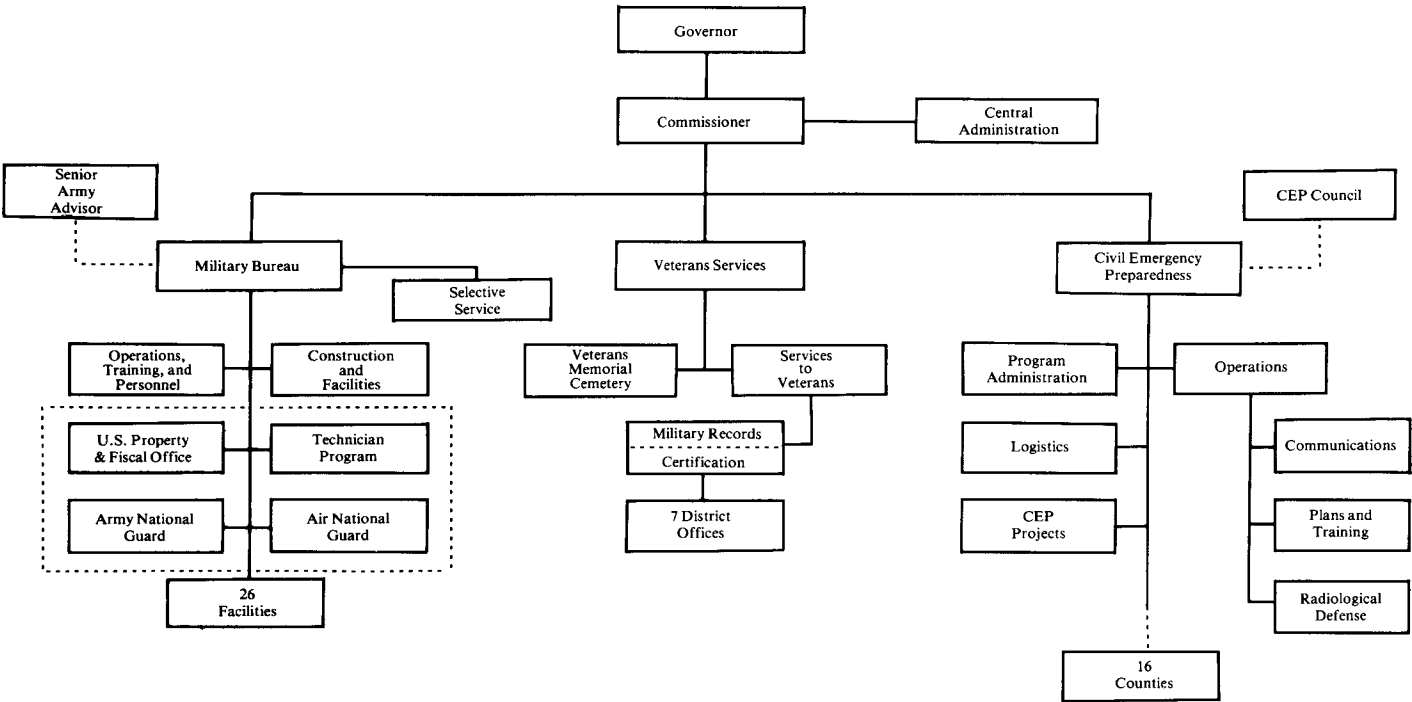 Governor
Commissioner
Central
Administration
Senior
Army
Advisor
CEP Council
Military Bureau
Veterans Services
Civil Emergency
Preparedness
Selective
Service
Operations,
Training, and
Personnel
Construction
and
Facilities
Veterans
Memorial
Cemetery
Services
to
Veterans
Program
Administration
Operations
U.S. Property
& Fiscal Office
Technician
Program
Military Records
Certification
Logistics
Communications
Army National
Guard
Air National
Guard
7 District
Offices
CEP
Projects
Plans and
Training
26
Facilities
Radiological
Defense
16
Counties